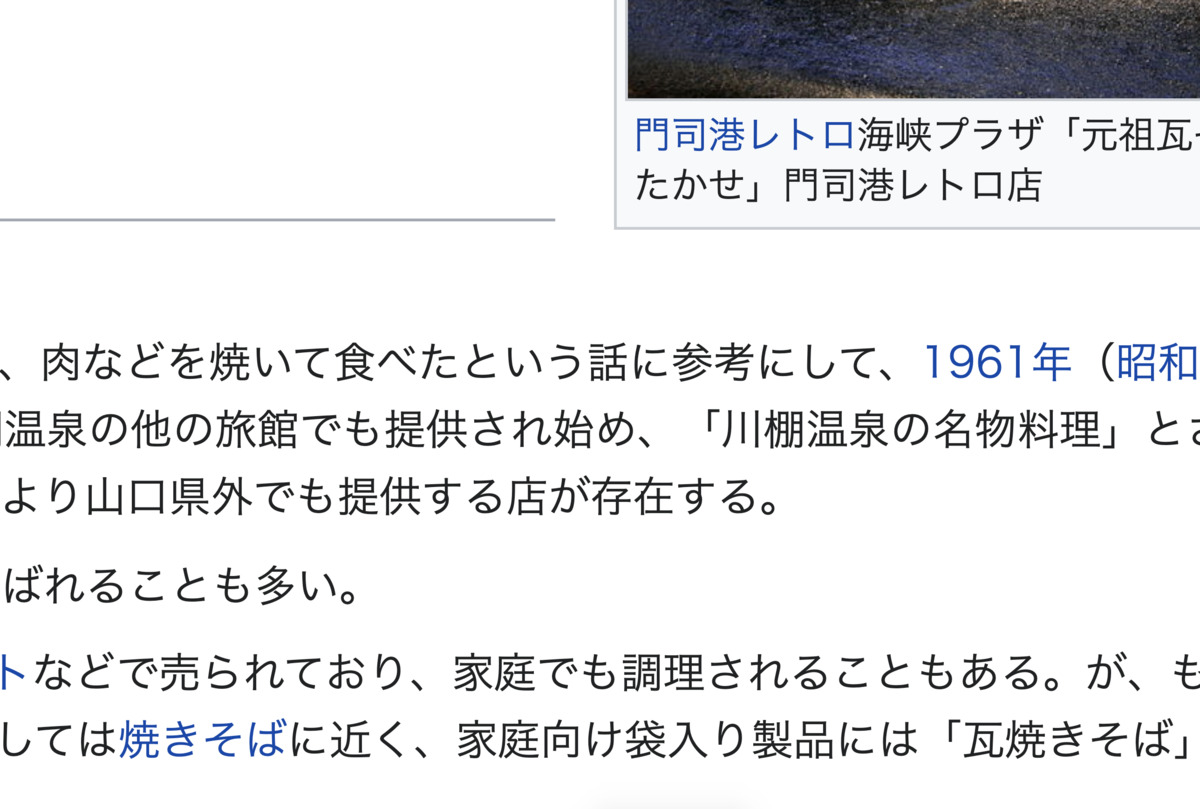 門司港レトロ海峡プラザ「元祖瓦
たかせ」門司港レトロ店
、肉などを焼いて食べたという話に参考にして、1961年（昭和
温泉の他の旅館でも提供され始め、「川棚温泉の名物料理」と
より山口県外でも提供する店が存在する。
ばれることも多い。
トなどで売られており、家庭でも調理されることもある。が、も
しては焼きそばに近く、家庭向け袋入り製品には「瓦焼きそば」